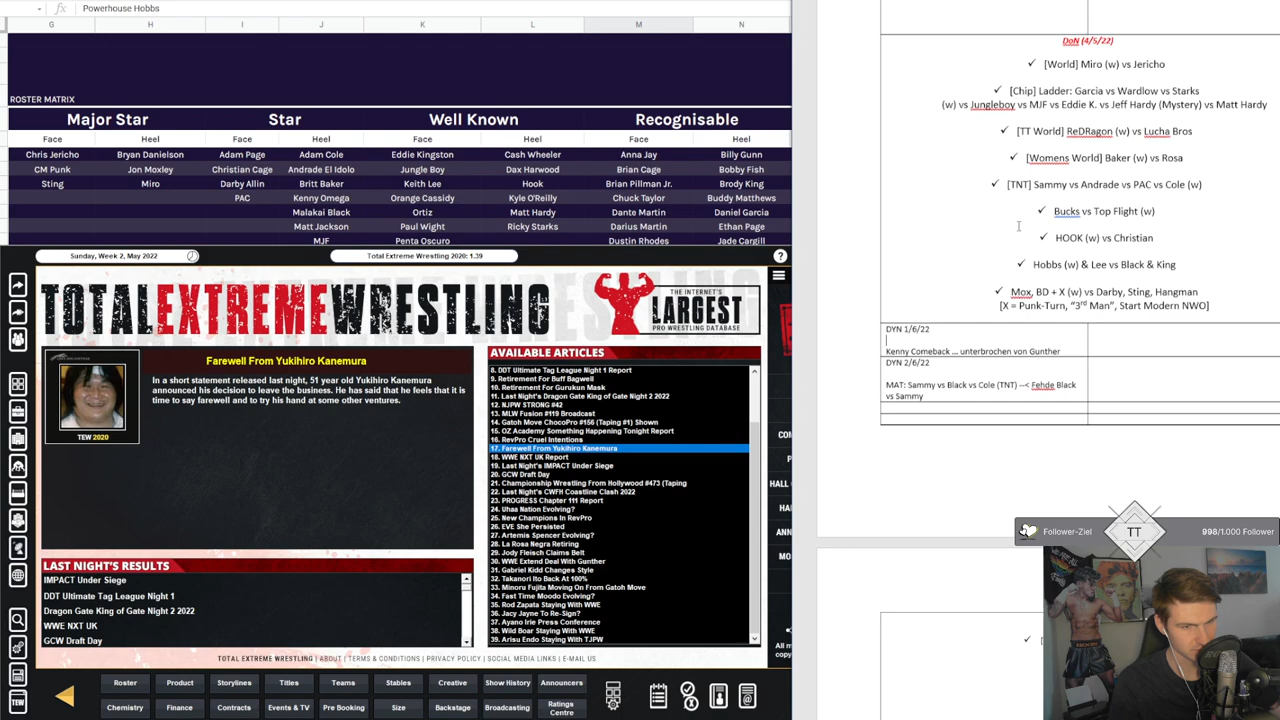 fx Powerhouse Hobbs
G H I J K L M N
ROSTER MATRIX
Major Star Star Well Known Recognisable
Face Heel Face Heel Face Heel Face Heel
Chris Jericho Bryan Danielson Adam Page Adam Cole Eddie Kingston Cash Wheeler Anna Jay Billy Gunn
CM Punk Jon Moxley Christian Cage Andrade El Idolo Jungle Boy Dax Harwood Brian Cage Bobby Fish
Sting Miro Darby Allin Britt Baker Keith Lee Hook Brian Pillman Jr. Brody King
PAC Kenny Omega Orange Cassidy Kyle O'Reilly Chuck Taylor Buddy Matthews
Malakai Black Ortiz Matt Hardy Dante Martin Daniel Garcia
Matt Jackson Paul Wight Ricky Starks Darius Martin Ethan Page
MJF Penta Oscuro Dustin Rhodes Jade Cargill
Sunday, Week 2, May 2022 Total Extreme Wrestling 2020: 1.39 ?
TOTALEXTREMEWRESTLING
THE INTERNET'S
LARGEST
PRO WRESTLING DATABASE
TEW 2020
Farewell From Yukihiro Kanemura
In a short statement released last night, 51 year old Yukihiro Kanemura
announced his decision to leave the business. He has said that he feels that it is
time to say farewell and to try his hand at some other ventures.
AVAILABLE ARTICLES
8. DDT Ultimate Tag League Night 1 Report
9. Retirement For Buff Bagwell
10. Retirement For Gurukun Mask
11. Last Night's Dragon Gate King of Gate Night 2 2022
12. NJPW STRONG #42
13. MLW Fusion #119 Broadcast
14. Gatoh Move ChocoPro #156 (Taping #1) Shown
15. OZ Academy Something Happening Tonight Report
16. RevPro Cruel Intentions
17. Farewell From Yukihiro Kanemura
18. WWE NXT UK Report
19. Last Night's IMPACT Under Siege
20. GCW Draft Day
21. Championship Wrestling From Hollywood #473 (Taping
22. Last Night's CWFH Coastline Clash 2022
23. PROGRESS Chapter 111 Report
24. Uhaa Nation Evolving?
25. New Champions In RevPro
26. EVE She Persisted
27. Artemis Spencer Evolving?
28. La Rosa Negra Retiring
29. Jody Fleisch Claims Belt
30. WWE Extend Deal With Gunther
31. Gabriel Kidd Changes Style
32. Takanori Ito Back At 100%
33. Minoru Fujita Moving On From Gatoh Move
34. Fast Time Moodo Evolving?
35. Rod Zapata Staying With WWE
36. Jacy Jayne To Re-Sign?
37. Ayano Irie Press Conference
38. Wild Boar Staying With WWE
39. Arisu Endo Staying With TJPW
LAST NIGHT'S RESULTS
IMPACT Under Siege
DDT Ultimate Tag League Night 1
Dragon Gate King of Gate Night 2 2022
WWE NXT UK
GCW Draft Day
CO
P
HALL
HA
ANN
MO
All m
copy
TOTAL EXTREME WRESTLING | ABOUT | TERMS & CONDITIONS | PRIVACY POLICY | SOCIAL MEDIA LINKS | E-MAIL US
Roster Product Storylines Titles Teams Stables Creative Show History Announcers
Chemistry Finance Contracts Events & TV Pre Booking Size Backstage Broadcasting Ratings Centre
TEW
DoN (4/5/22)
✓ [World] Miro (w) vs Jericho
✓ [Chip] Ladder: Garcia vs Wardlow vs Starks
(w) vs Jungleboy vs MJF vs Eddie K. vs Jeff Hardy (Mystery) vs Matt Hardy
✓ [TT World] ReDRagon (w) vs Lucha Bros
✓ [Womens World] Baker (w) vs Rosa
✓ [TNT] Sammy vs Andrade vs PAC vs Cole (w)
✓ Bucks vs Top Flight (w)
✓ HOOK (w) vs Christian
✓ Hobbs (w) & Lee vs Black & King
✓ Mox, BD + X (w) vs Darby, Sting, Hangman
[X = Punk-Turn, "3rd Man", Start Modern NWO]
DYN 1/6/22
Kenny Comeback ... unterbrochen von Gunther
DYN 2/6/22
MAT: Sammy vs Black vs Cole (TNT) --< Fehde Black
vs Sammy
Follower-Ziel TT 998/1.000 Follower
✓ [